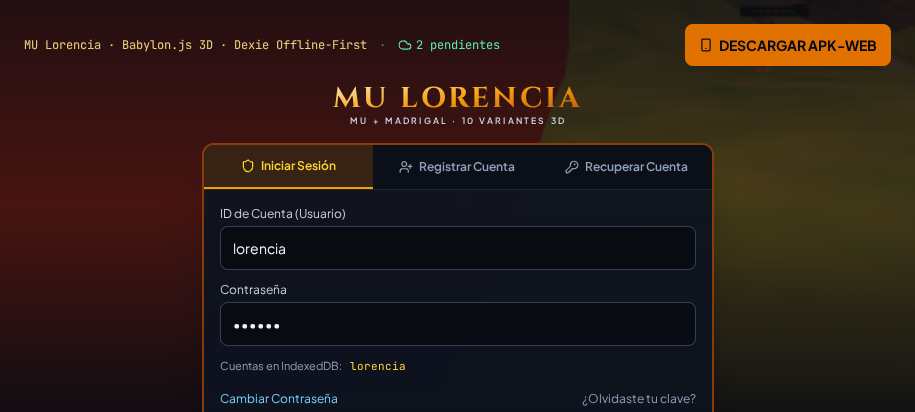 MU Lorencia · Babylon.js 3D · Dexie Offline-First · 2 pendientes
DESCARGAR APK-WEB
MU LORENCIA
MU + MADRIGAL · 10 VARIANTES 3D
Iniciar Sesión
Registrar Cuenta
Recuperar Cuenta
ID de Cuenta (Usuario)
lorencia
Contraseña
••••••
Cuentas en IndexedDB: lorencia
Cambiar Contraseña
¿Olvidaste tu clave?